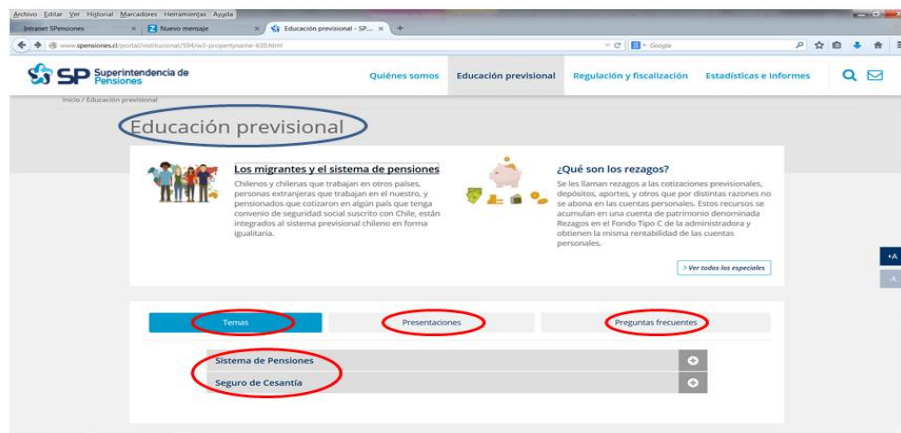 Archivo Editar Ver Historial Marcadores Herramientas Ayuda
Intranet SPensiones
Nuevo mensaje
Educación previsional - SP...
www.spensiones.cl/portal/institucional/594/w3-propertyname-639.html
Google
SP Superintendencia de
Pensiones
Quiénes somos
Educación previsional
Regulación y fiscalización
Estadísticas e Informes
Inicio / Educación previsional
Educación previsional
Los migrantes y el sistema de pensiones
Chilenos y chilenas que trabajan en otros países,
personas extranjeras que trabajan en el nuestro, y
pensionados que cotizaron en algún país que tenga
convenio de seguridad social suscrito con Chile, están
integrados al sistema previsional chileno en forma
igualitaria.
¿Qué son los rezagos?
Se les llaman rezagos a las cotizaciones previsionales,
depósitos, aportes, y otros que por distintas razones no
se abona en las cuentas personales. Estos recursos se
acumulan en una cuenta de patrimonio denominada
Rezagos en el Fondo Tipo C de la administradora y
obtienen la misma rentabilidad de las cuentas
personales.
> Ver todos los especiales
+A
-A
Temas
Presentaciones
Preguntas frecuentes
Sistema de Pensiones
Seguro de Cesantía